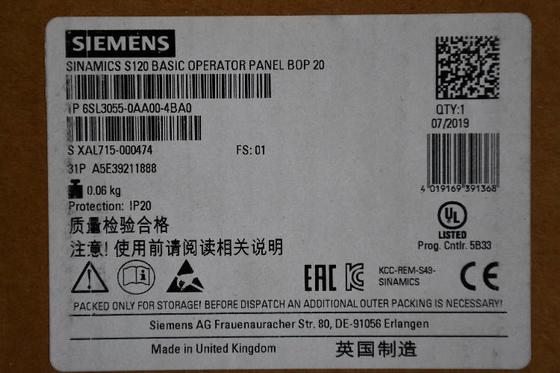 SIEMENS
SINAMICS S120 BASIC OPERATOR PANEL BOP 20
1P 6SL3055-0AA00-4BA0
QTY:1
07/2019
S XAL715-000474
FS: 01
31P A5E39211888
0.06 kg
4 019169 391368
Protection: IP20
质量检验合格
UL
LISTED
注意! 使用前请阅读相关说明
Prog. Cntlr. 5B33
EAC
KCC-REM-S49-
SINAMICS
CE
PACKED ONLY FOR STORAGE! BEFORE DISPATCH AN ADDITIONAL OUTER PACKING IS NECESSARY!
Siemens AG Frauenauracher Str. 80, DE-91056 Erlangen
Made in United Kingdom
英国制造